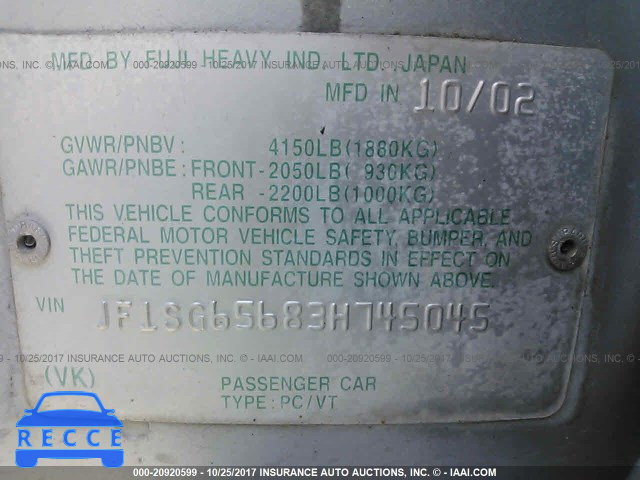 MFD BY FUJI HEAVY IND. LTD. JAPAN
MFD IN 10/02
GVWR/PNBV: 4150LB(1880KG)
GAWR/PNBE: FRONT-2050LB( 930KG)
REAR -2200LB(1000KG)
THIS VEHICLE CONFORMS TO ALL APPLICABLE
FEDERAL MOTOR VEHICLE SAFETY, BUMPER, AND
THEFT PREVENTION STANDARDS IN EFFECT ON
THE DATE OF MANUFACTURE SHOWN ABOVE.
VIN JF1SG65683H745045
(VK) PASSENGER CAR
TYPE: PC/VT
RECCE
000-20920599 - 10/25/2017 INSURANCE AUTO AUCTIONS, INC. - © IAAI.COM